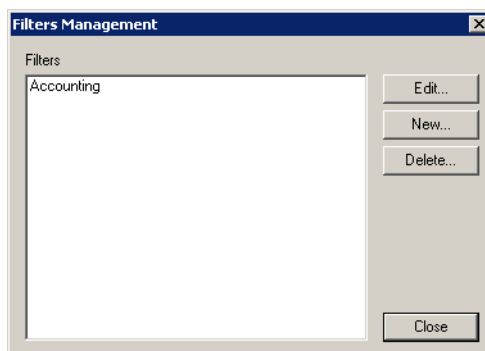 Filters Management
Filters
Accounting
Edit...
New...
Delete...
Close